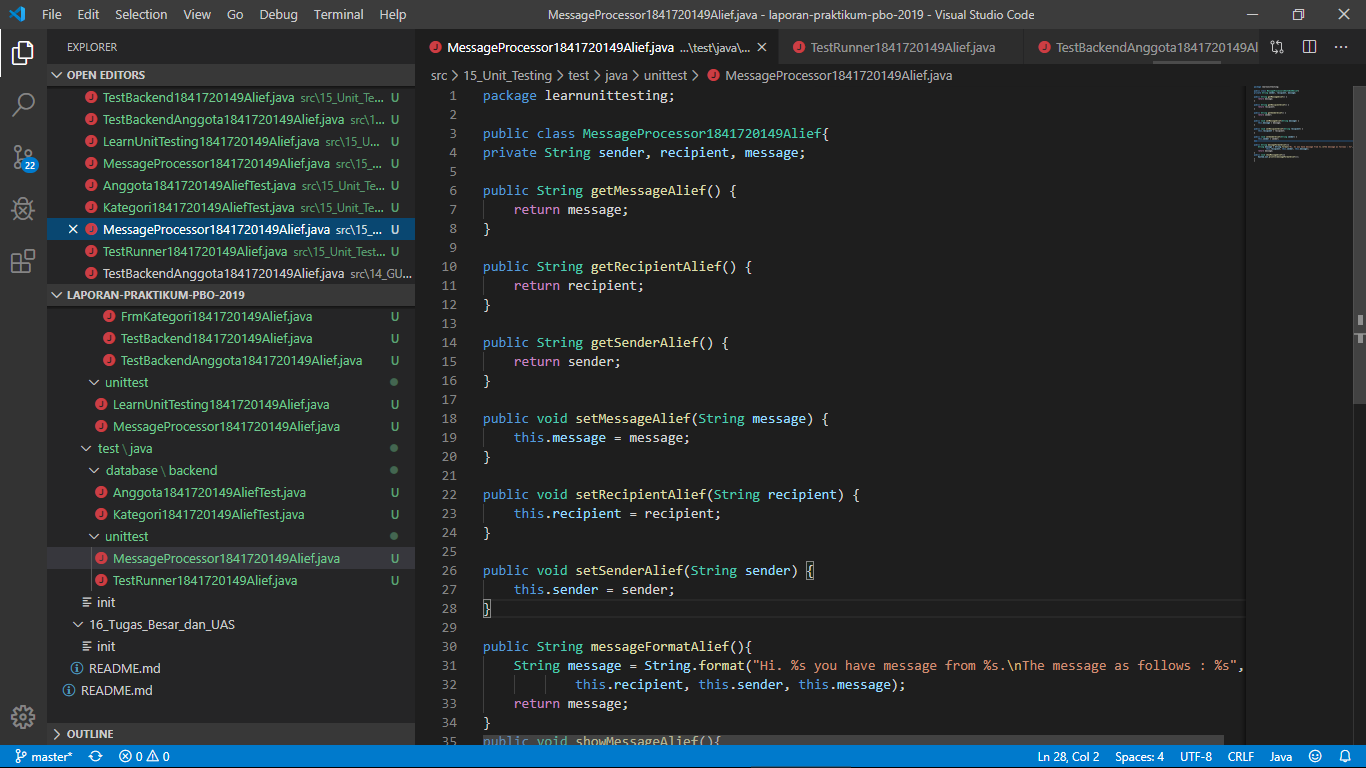 File Edit Selection View Go Debug Terminal Help MessageProcessor1841720149Alief.java - laporan-praktikum-pbo-2019 - Visual Studio Code
EXPLORER
OPEN EDITORS
TestBackend1841720149Alief.java src\15_Unit_Te... U
TestBackendAnggota1841720149Alief.java src\1... U
LearnUnitTesting1841720149Alief.java src\15_U... U
MessageProcessor1841720149Alief.java src\15_... U
Anggota1841720149AliefTest.java src\15_Unit_Te... U
Kategori1841720149AliefTest.java src\15_Unit_Te... U
MessageProcessor1841720149Alief.java src\15_... U
TestRunner1841720149Alief.java src\15_Unit_Test... U
TestBackendAnggota1841720149Alief.java src\14_GU...
LAPORAN-PRAKTIKUM-PBO-2019
FrmKategori1841720149Alief.java U
TestBackend1841720149Alief.java U
TestBackendAnggota1841720149Alief.java U
unittest
LearnUnitTesting1841720149Alief.java U
MessageProcessor1841720149Alief.java U
test \ java
database \ backend
Anggota1841720149AliefTest.java U
Kategori1841720149AliefTest.java U
unittest
MessageProcessor1841720149Alief.java U
TestRunner1841720149Alief.java U
init
16_Tugas_Besar_dan_UAS
init
README.md
README.md
OUTLINE
22
MessageProcessor1841720149Alief.java ...\test\java\... TestRunner1841720149Alief.java TestBackendAnggota1841720149Al
src > 15_Unit_Testing > test > java > unittest > MessageProcessor1841720149Alief.java
1 package learnunittesting;
2
3 public class MessageProcessor1841720149Alief{
4 private String sender, recipient, message;
5
6 public String getMessageAlief() {
7 return message;
8 }
9
10 public String getRecipientAlief() {
11 return recipient;
12 }
13
14 public String getSenderAlief() {
15 return sender;
16 }
17
18 public void setMessageAlief(String message) {
19 this.message = message;
20 }
21
22 public void setRecipientAlief(String recipient) {
23 this.recipient = recipient;
24 }
25
26 public void setSenderAlief(String sender) {
27 this.sender = sender;
28 }
29
30 public String messageFormatAlief(){
31 String message = String.format("Hi. %s you have message from %s.\nThe message as follows : %s",
32 this.recipient, this.sender, this.message);
33 return message;
34 }
35 public void showMessageAlief(){
master* 0 0 Ln 28, Col 2 Spaces: 4 UTF-8 CRLF Java